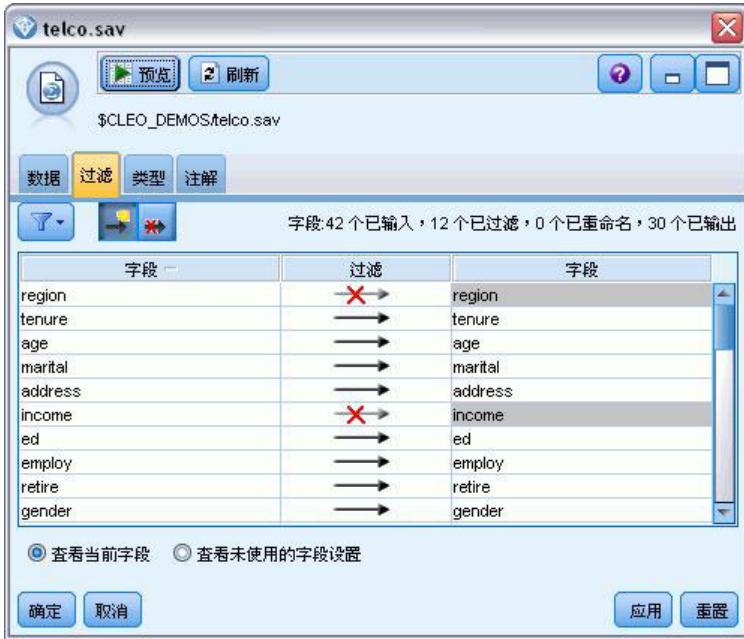 telco.sav
预览 刷新
$CLEO_DEMOS/telco.sav
数据 过滤 类型 注解
字段:42 个已输入，12 个已过滤，0 个已重命名，30 个已输出
字段 过滤 字段
region region
tenure tenure
age age
marital marital
address address
income income
ed ed
employ employ
retire retire
gender gender
查看当前字段 查看未使用的字段设置
确定 取消 应用 重置